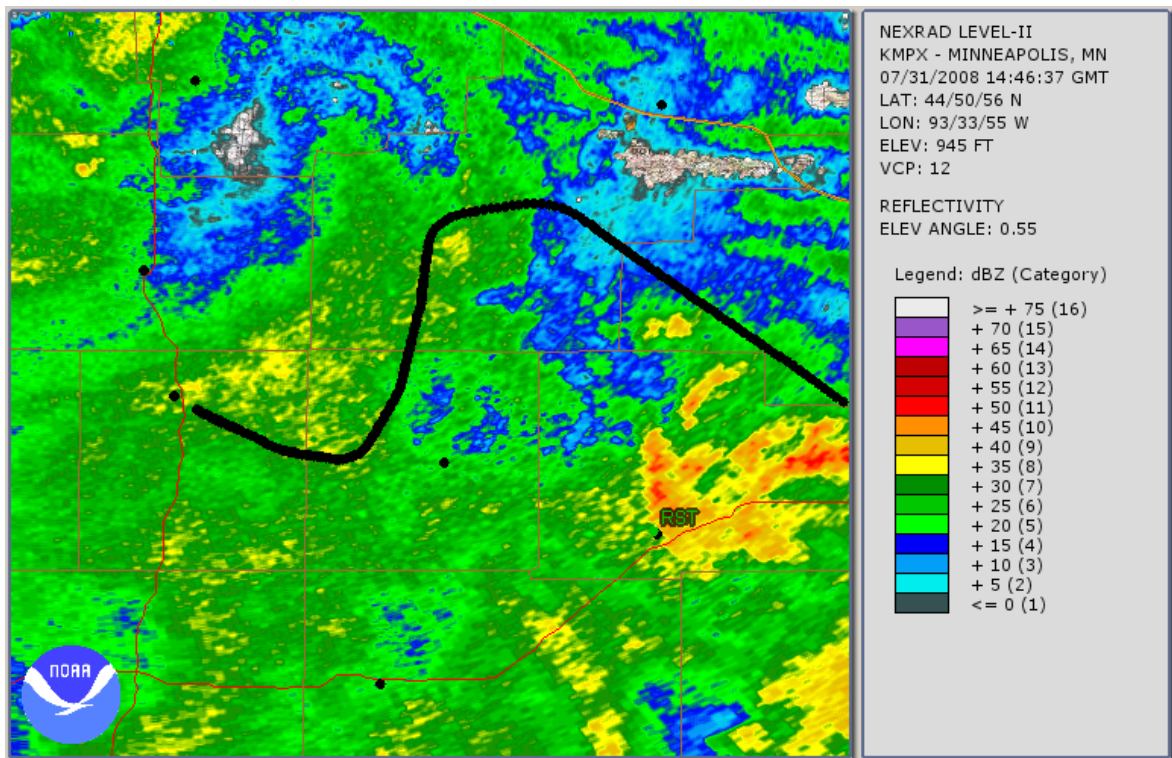 NEXRAD LEVEL-II
KMPX - MINNEAPOLIS, MN
07/31/2008 14:46:37 GMT
LAT: 44/50/56 N
LON: 93/33/55 W
ELEV: 945 FT
VCP: 12
REFLECTIVITY
ELEV ANGLE: 0.55
Legend: dBZ (Category)
>= + 75 (16)
+ 70 (15)
+ 65 (14)
+ 60 (13)
+ 55 (12)
+ 50 (11)
+ 45 (10)
+ 40 (9)
+ 35 (8)
+ 30 (7)
+ 25 (6)
+ 20 (5)
+ 15 (4)
+ 10 (3)
+ 5 (2)
<= 0 (1)
RST
NOAA